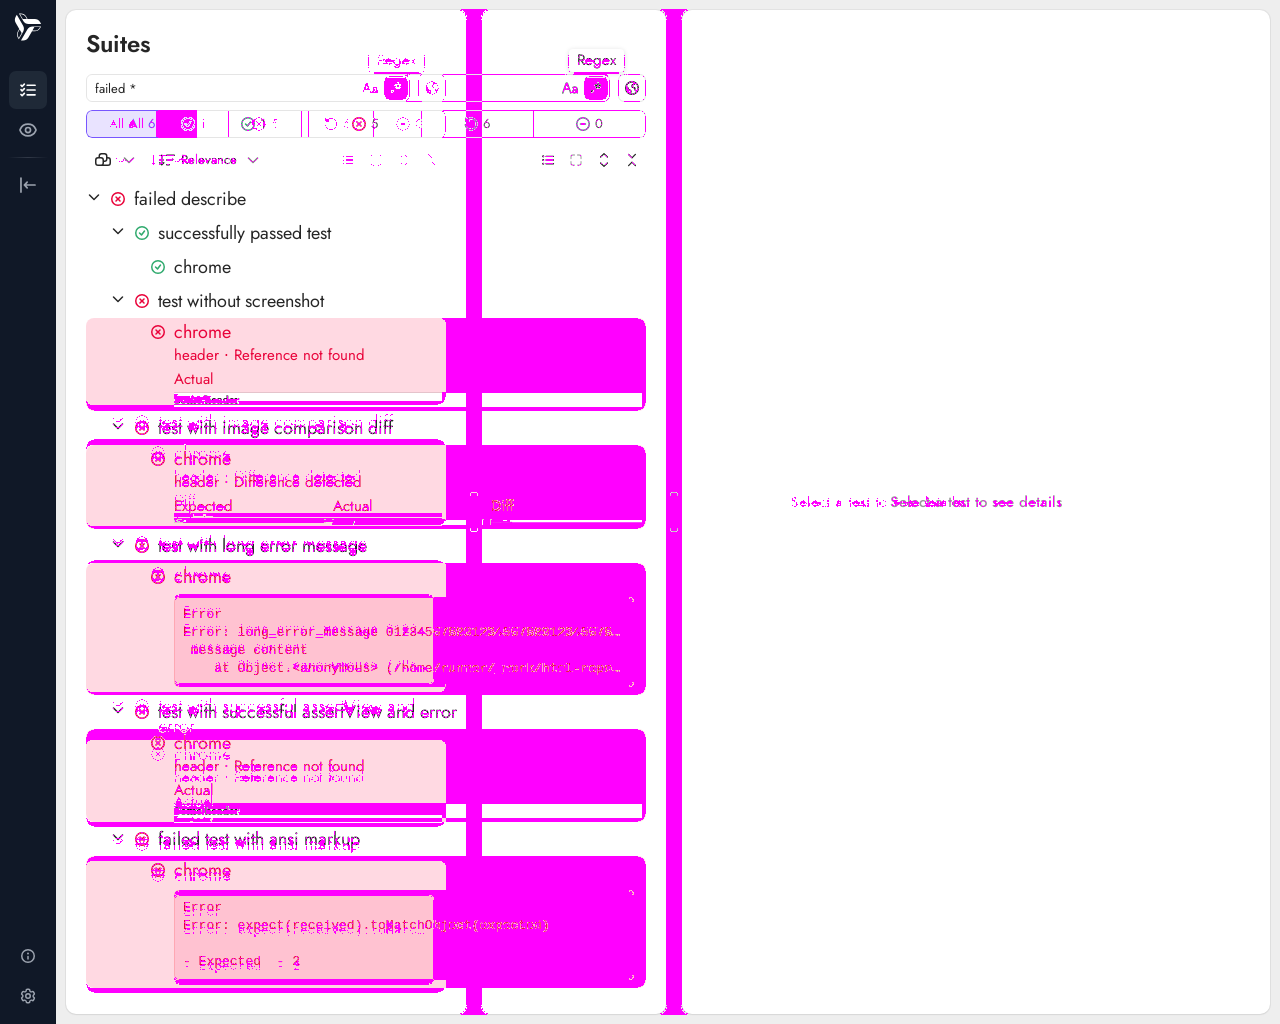 Suites
Regex
failed *
Aa
Aa
All
All 6
5
6
0
Relevance
failed describe
successfully passed test
chrome
test without screenshot
chrome
header · Reference not found
Actual
test with image comparison diff
chrome
header · Difference detected
Expected Actual Diff
test with long error message
chrome
Error
Error: long_error_message
message content
at Object.<anonymous>
test with successful assertView and error
chrome
header · Reference not found
Actual
failed test with ansi markup
chrome
Error
Error: expect(received).toMatchObject(expected)
- Expected - 2
Select a test to see details